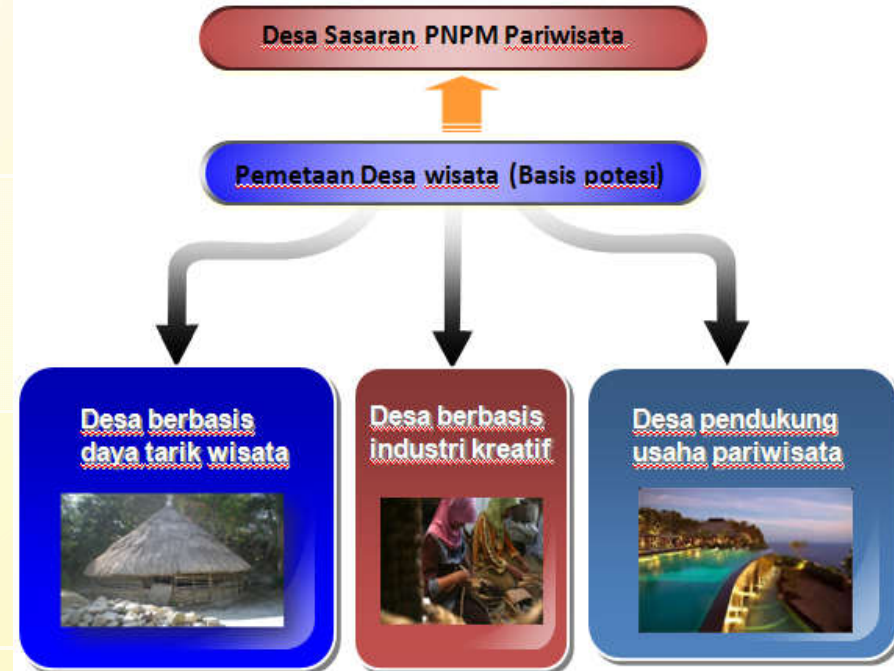 Desa Sasaran PNPM Pariwisata
Pemetaan Desa wisata (Basis potesi)
Desa berbasis
daya tarik wisata
Desa berbasis
industri kreatif
Desa pendukung
usaha pariwisata